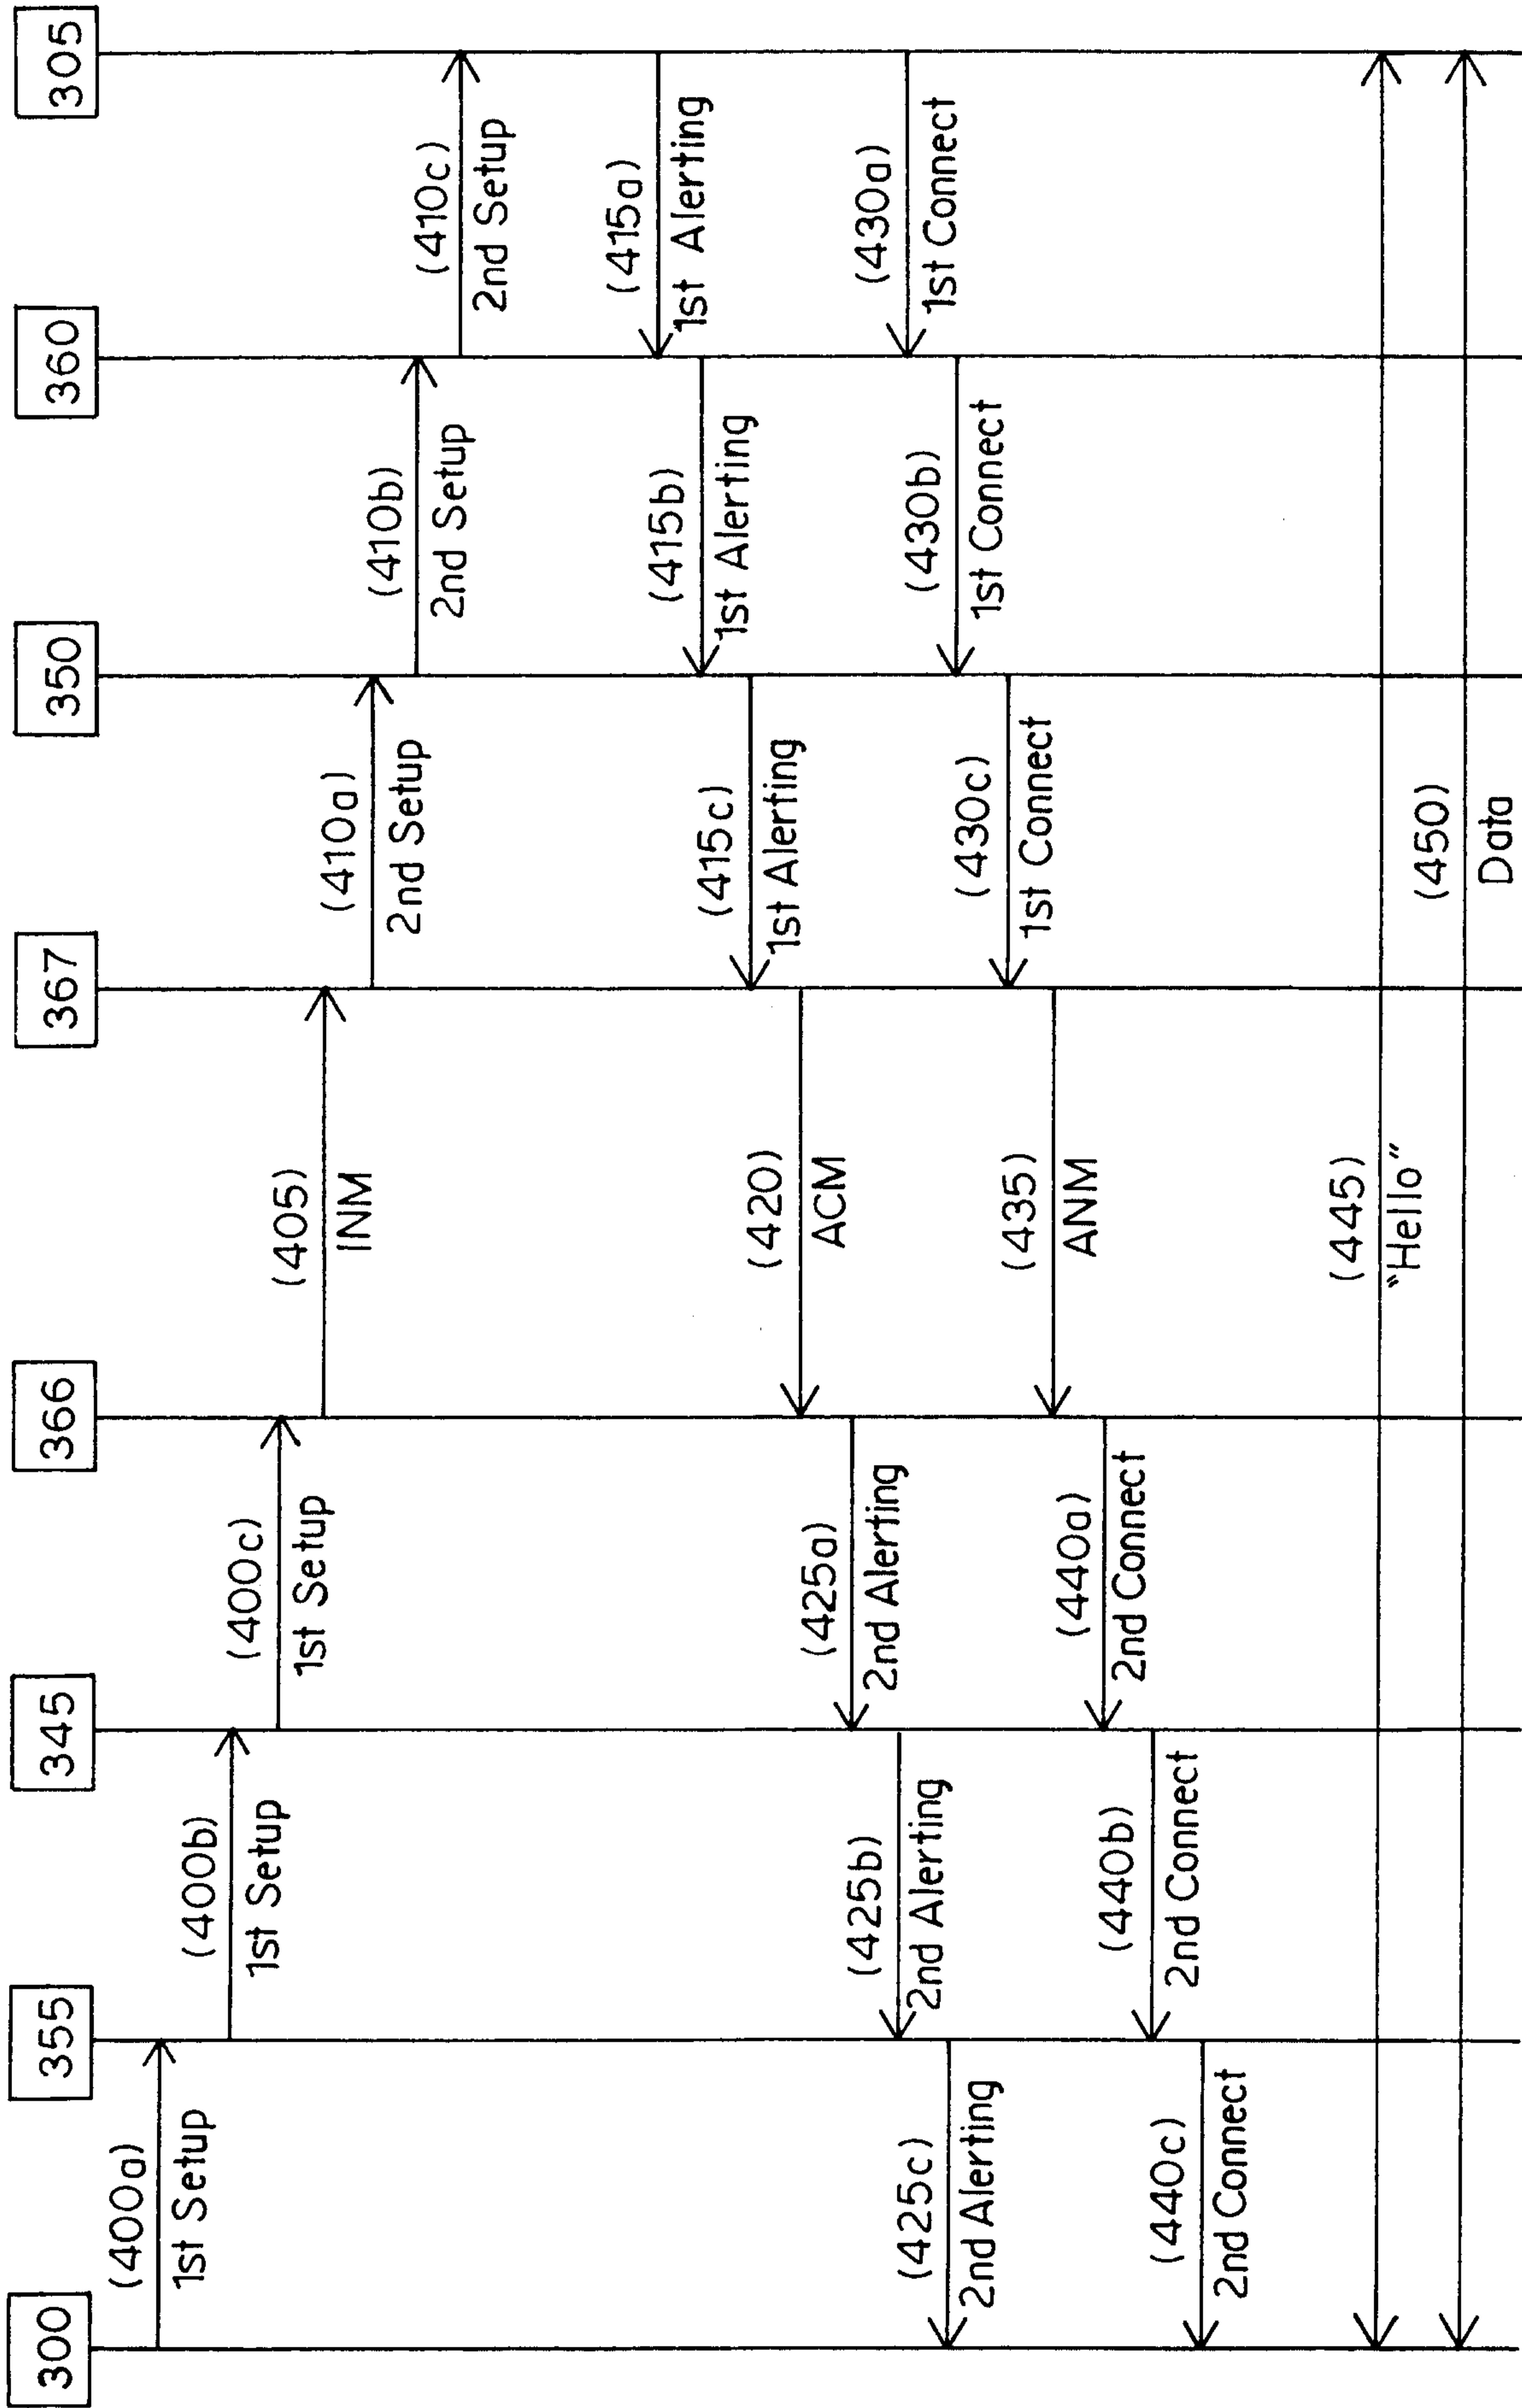 300
355
345
366
367
350
360
305
(400a)
1st Setup
(400b)
1st Setup
(400c)
1st Setup
(405)
INM
(410a)
2nd Setup
(410b)
2nd Setup
(410c)
2nd Setup
(415a)
1st Alerting
(415b)
1st Alerting
(415c)
1st Alerting
(420)
ACM
(425a)
2nd Alerting
(425b)
2nd Alerting
(425c)
2nd Alerting
(430a)
1st Connect
(430b)
1st Connect
(430c)
1st Connect
(435)
ANM
(440a)
2nd Connect
(440b)
2nd Connect
(440c)
2nd Connect
(445)
"Hello"
(450)
Data